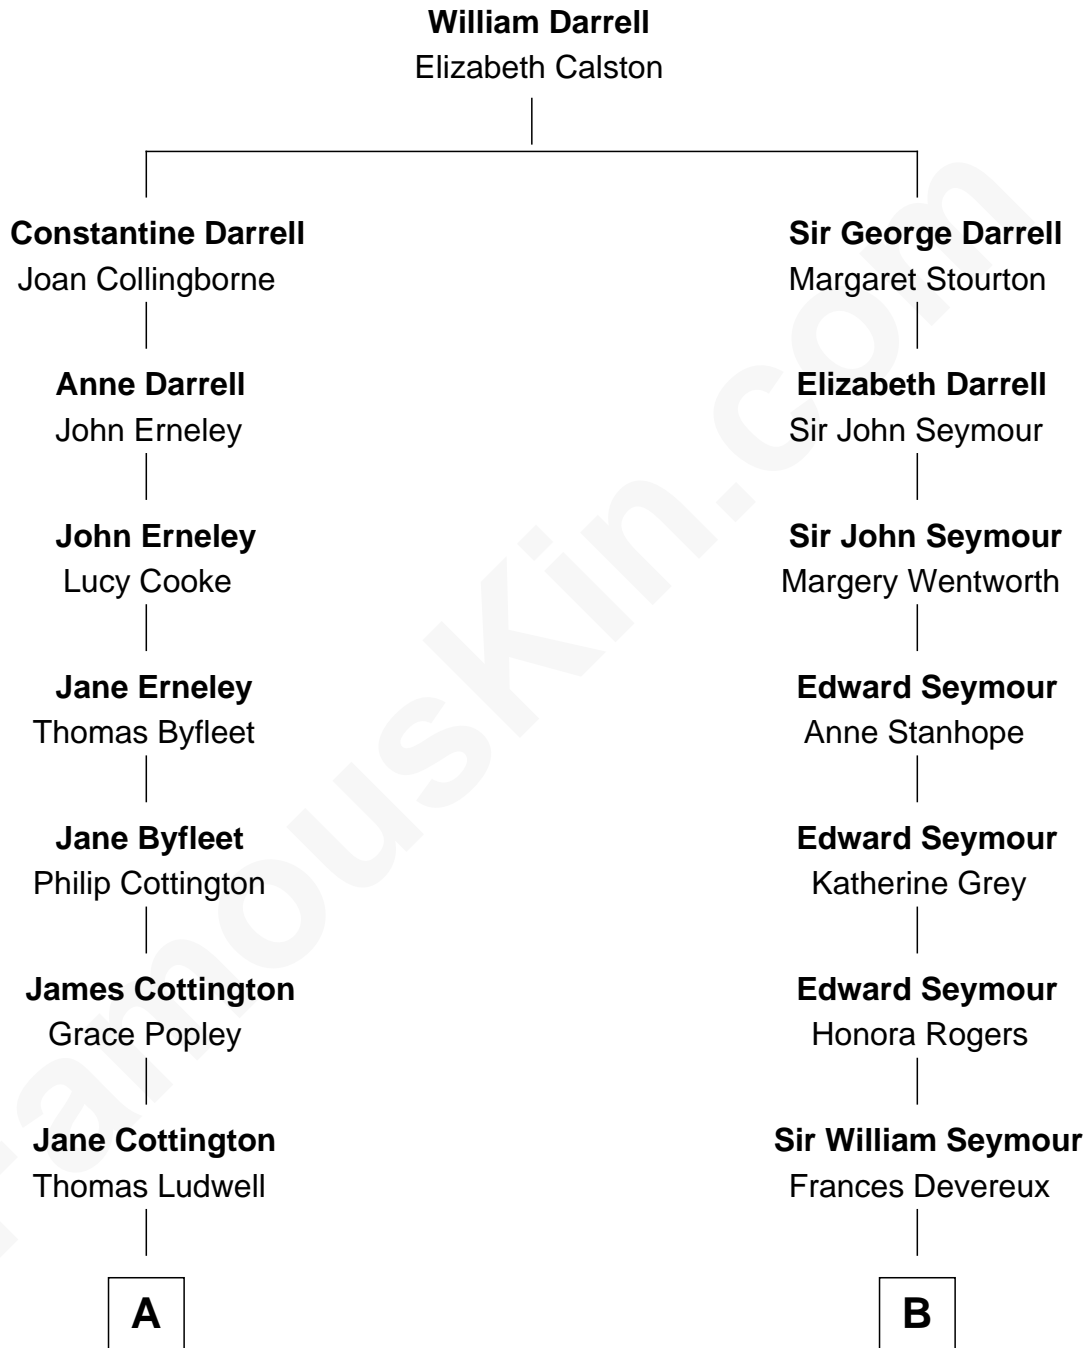 William Darrell
Elizabeth Calston
Constantine Darrell
Joan Collingborne
Anne Darrell
John Erneley
John Erneley
Lucy Cooke
Jane Erneley
Thomas Byfleet
Jane Byfleet
Philip Cottington
James Cottington
Grace Popley
Jane Cottington
Thomas Ludwell
A
Sir George Darrell
Margaret Stourton
Elizabeth Darrell
Sir John Seymour
Sir John Seymour
Margery Wentworth
Edward Seymour
Anne Stanhope
Edward Seymour
Katherine Grey
Edward Seymour
Honora Rogers
Sir William Seymour
Frances Devereux
B
FamousKin.com